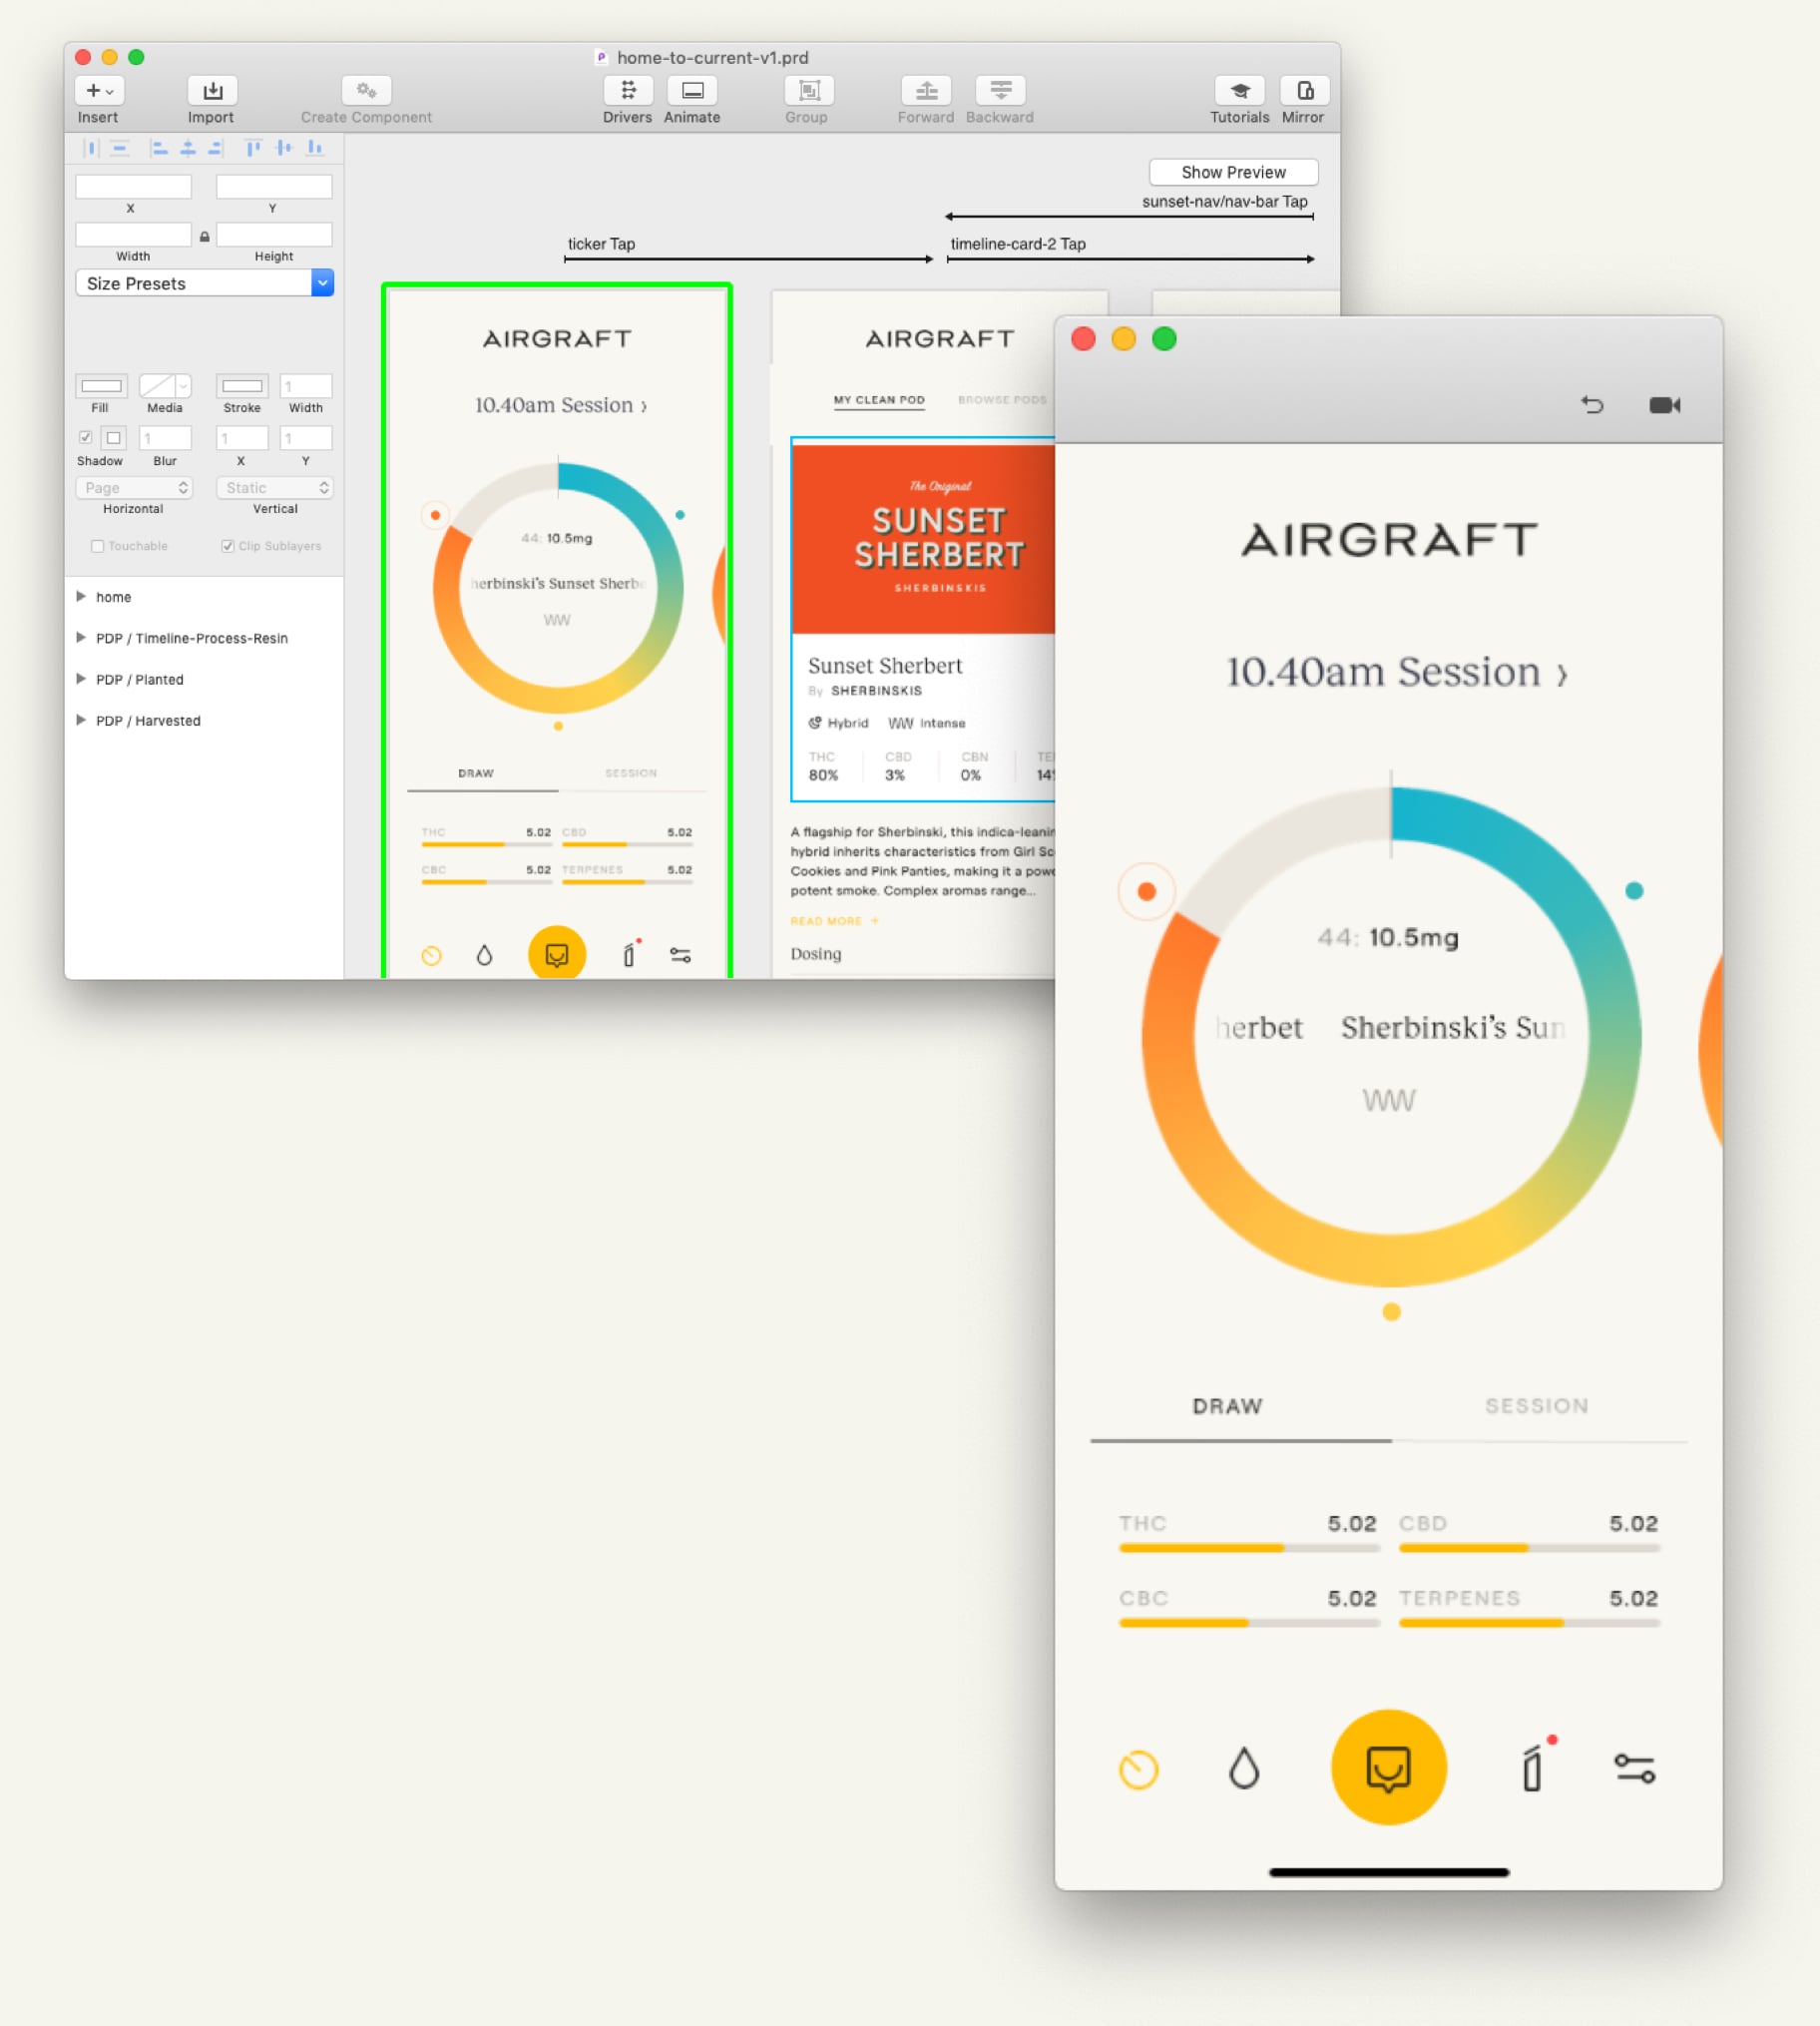 home-to-current-v1.prd
Insert
Import
Create Component
Drivers
Animate
Group
Forward
Backward
Tutorials
Mirror
X
Y
Width
Height
Size Presets
Fill
Media
Stroke
1
Width
Shadow
1
Blur
1
X
1
Y
Page
Horizontal
Static
Vertical
Touchable
Clip Sublayers
home
PDP / Timeline-Process-Resin
PDP / Planted
PDP / Harvested
Show Preview
sunset-nav/nav-bar Tap
ticker Tap
timeline-card-2 Tap
AIRGRAFT
10.40am Session ›
44: 10.5mg
herbinski's Sunset Sherbe
DRAW
SESSION
THC 5.02
CBD 5.02
CBC 5.02
TERPENES 5.02
AIRGRAFT
MY CLEAN POD
BROWSE PODS
The Original
SUNSET
SHERBERT
SHERBINSKIS
Sunset Sherbert
By SHERBINSKIS
Hybrid
Intense
THC
80%
CBD
3%
CBN
0%
TE
14
A flagship for Sherbinski, this indica-leanin
hybrid inherits characteristics from Girl Sc
Cookies and Pink Panties, making it a powe
potent smoke. Complex aromas range...
READ MORE +
Dosing
AIRGRAFT
10.40am Session ›
44: 10.5mg
herbet Sherbinski's Sun
DRAW
SESSION
THC 5.02
CBD 5.02
CBC 5.02
TERPENES 5.02